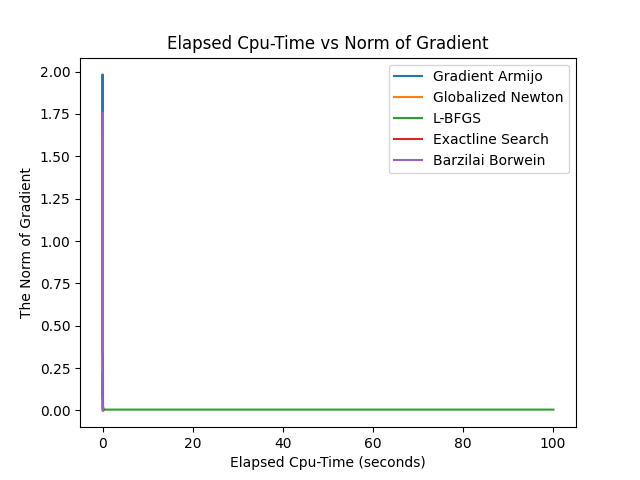 Elapsed Cpu-Time vs Norm of Gradient
The Norm of Gradient
2.00
1.75
1.50
1.25
1.00
0.75
0.50
0.25
0.00
Gradient Armijo
Globalized Newton
L-BFGS
Exactline Search
Barzilai Borwein
0 20 40 60 80 100
Elapsed Cpu-Time (seconds)